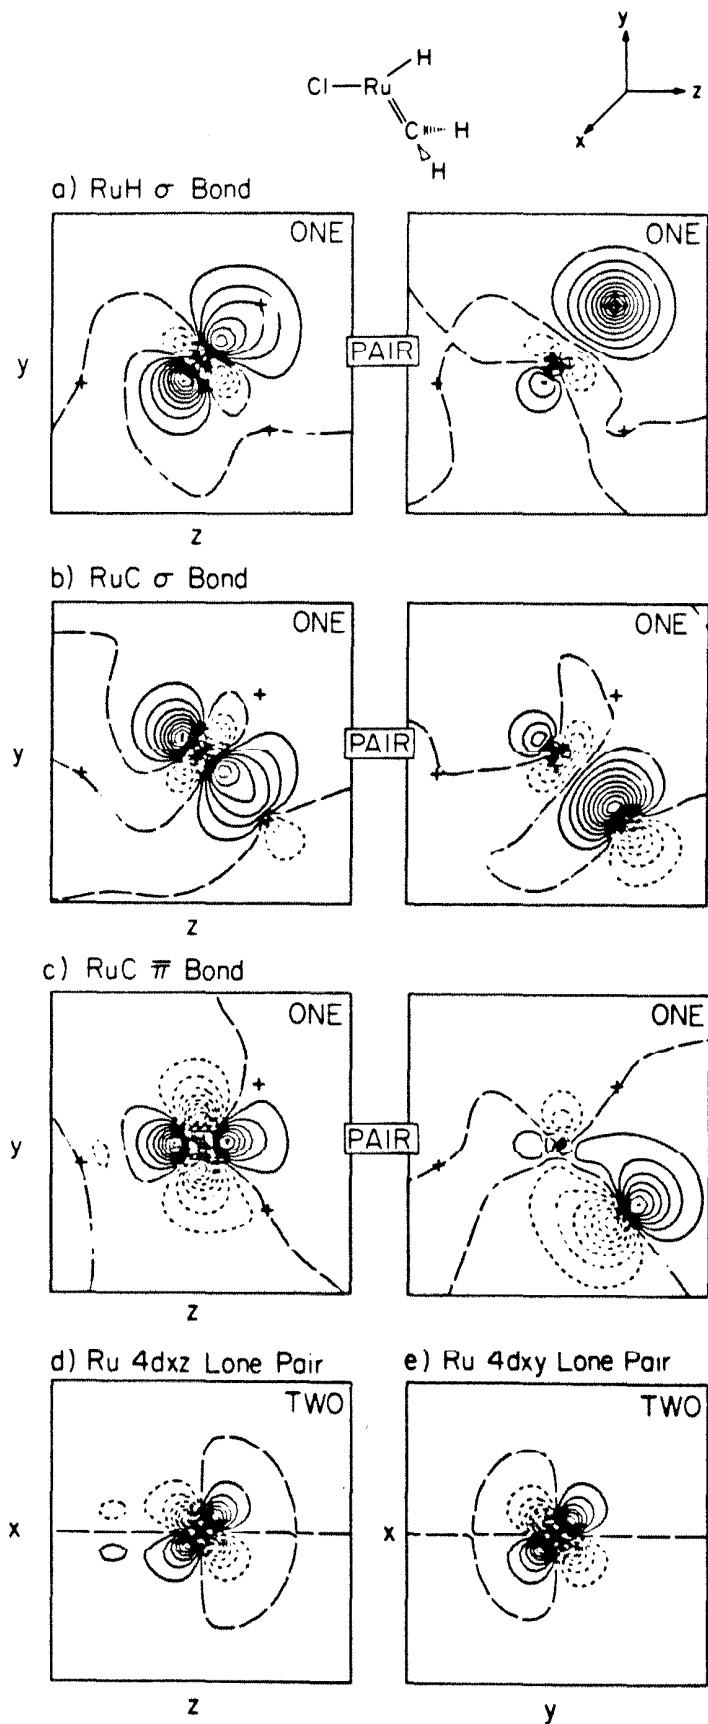 y
H
Cl Ru
z
C H
x
H
a) RuH σ Bond
ONE
ONE
y
PAIR
z
b) RuC σ Bond
ONE
ONE
y
PAIR
z
c) RuC π Bond
ONE
ONE
y
PAIR
z
d) Ru 4dxz Lone Pair
e) Ru 4dxy Lone Pair
TWO
TWO
x
x
z
y